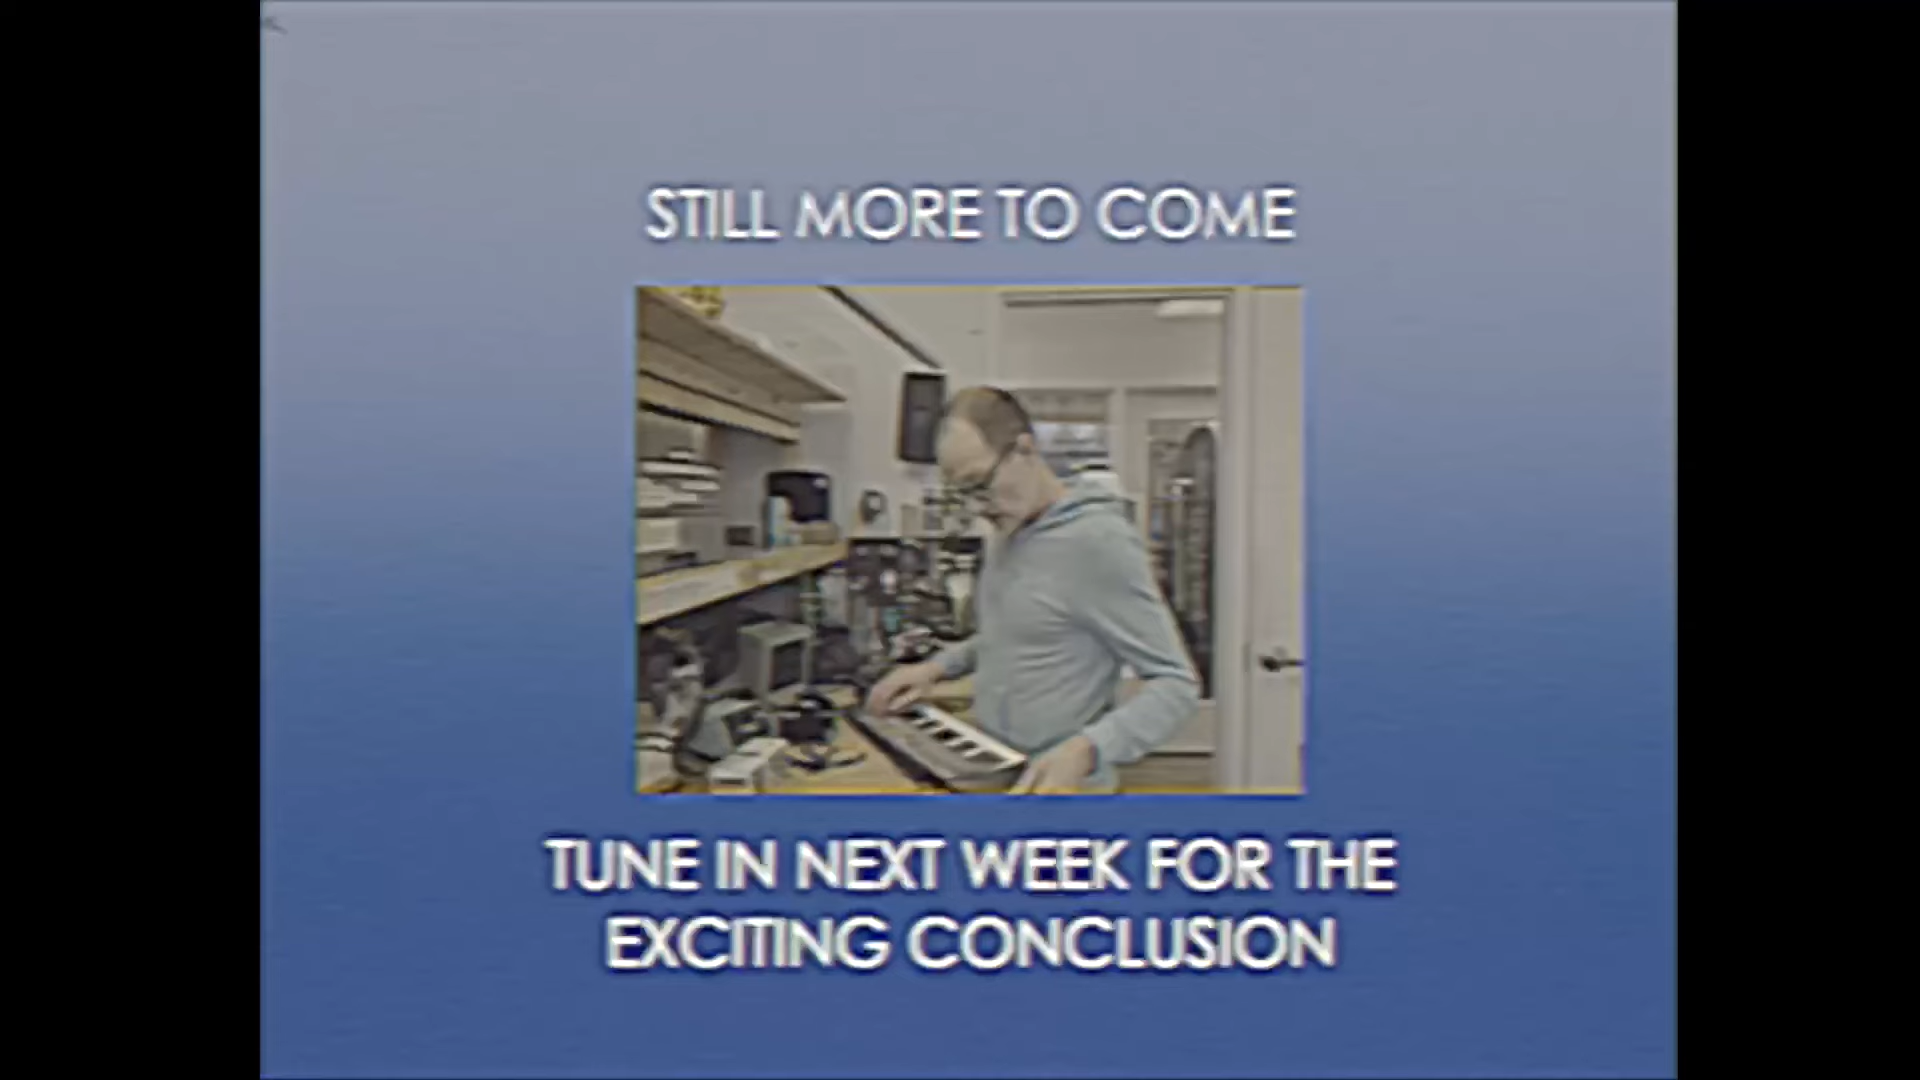 STILL MORE TO COME
TUNE IN NEXT WEEK FOR THE
EXCITING CONCLUSION